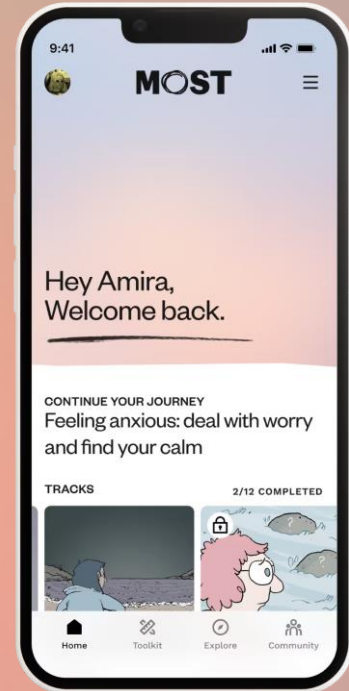 9:41
MOST
Hey Amira,
Welcome back.
CONTINUE YOUR JOURNEY
Feeling anxious: deal with worry
and find your calm
TRACKS 2/12 COMPLETED
? ?
Home Toolkit Explore Community